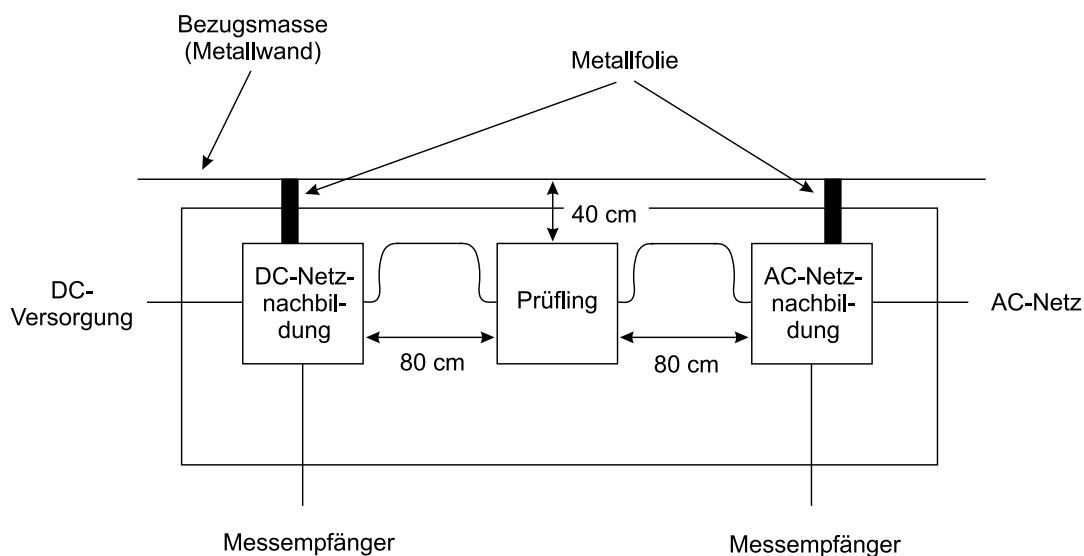 Bezugsmasse
(Metallwand)
Metallfolie
40 cm
DC-
Versorgung
DC-Netz-
nachbil-
dung
Prüfling
AC-Netz-
nachbil-
dung
AC-Netz
80 cm
80 cm
Messempfänger
Messempfänger